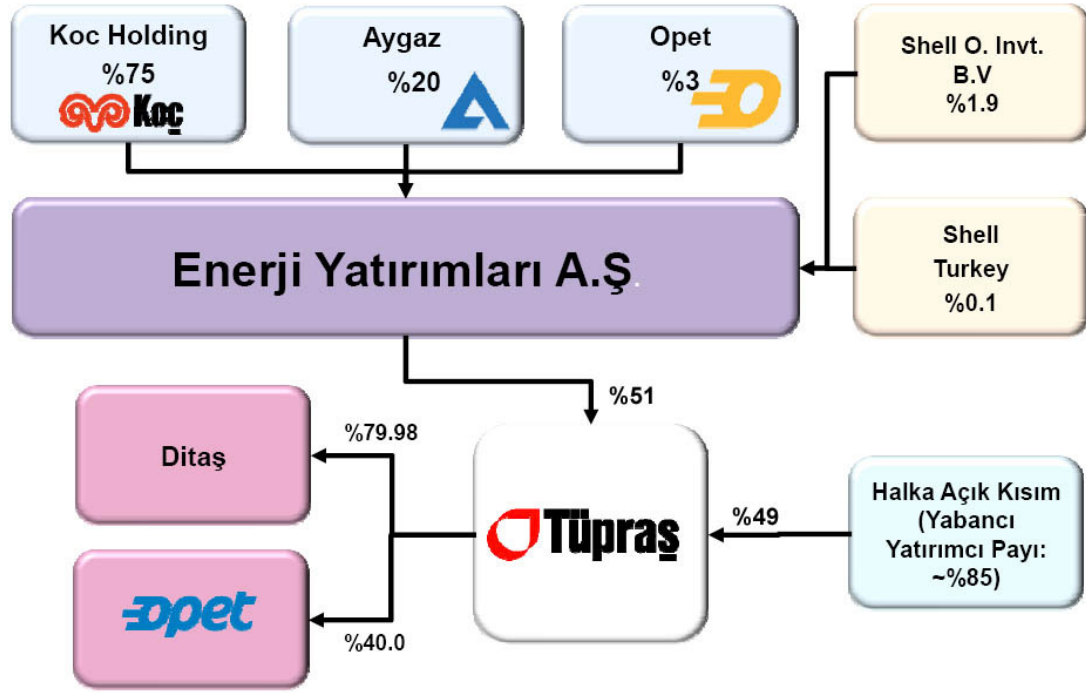 Koc Holding
%75
Koç
Aygaz
%20
Opet
%3
Shell O. Invt.
B.V
%1.9
Enerji Yatırımları A.Ş.
Shell
Turkey
%0.1
%51
Ditaş
%79.98
Tüpraş
%49
Halka Açık Kısım
(Yabancı
Yatırımcı Payı:
~%85)
opet
%40.0